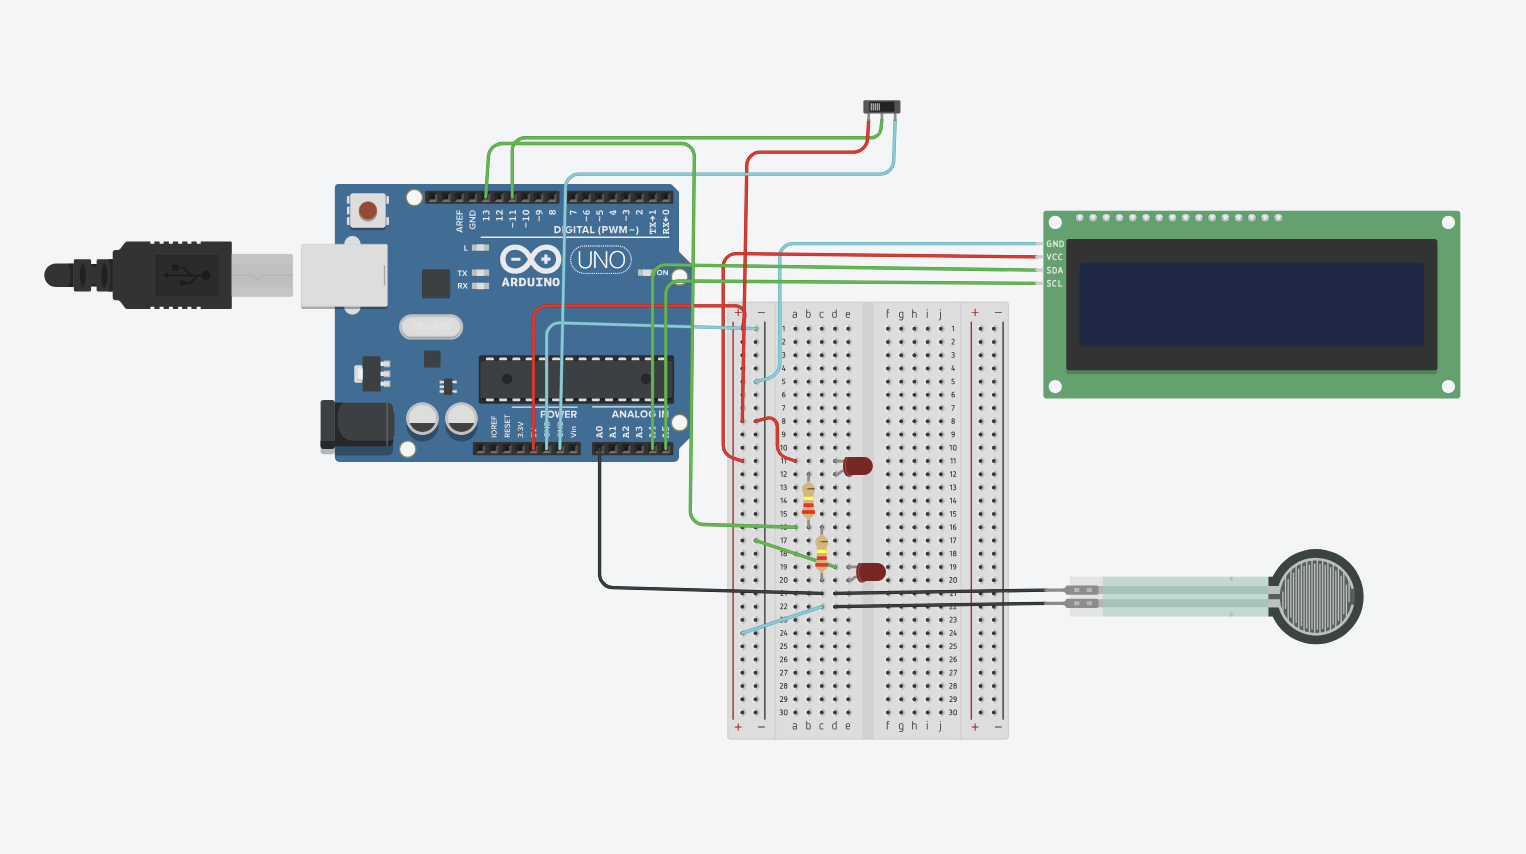 AREF
GND
13
12
~11
~10
~9
8
7
~6
~5
4
~3
2
TX→1
RX←0
DIGITAL (PWM ~)
L
TX
RX
ARDUINO
UNO
ON
POWER
ANALOG IN
IOREF
RESET
3.3V
Vin
A0
A1
A2
A3
GND
VCC
SDA
SCL
+ − a b c d e f g h i j + −
1 1
2 2
3 3
4 4
5 5
6 6
7 7
8 8
9 9
10 10
11 11
12 12
13 13
14 14
15 15
16 16
17 17
18 18
19 19
20 20
21 21
22 22
23 23
24 24
25 25
26 26
27 27
28 28
29 29
30 30
+ − a b c d e f g h i j + −